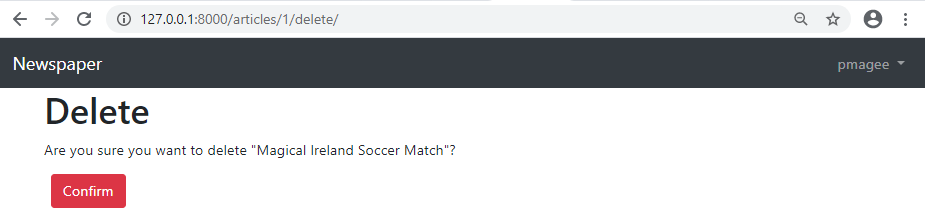 127.0.0.1:8000/articles/1/delete/
Newspaper
pmagee
Delete
Are you sure you want to delete "Magical Ireland Soccer Match"?
Confirm